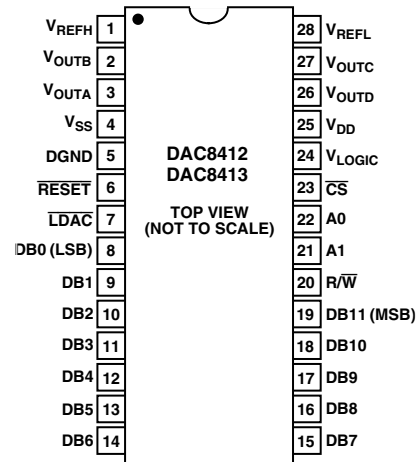 VREFH 1
VOUTB 2
VOUTA 3
VSS 4
DGND 5
RESET 6
LDAC 7
DB0 (LSB) 8
DB1 9
DB2 10
DB3 11
DB4 12
DB5 13
DB6 14
DAC8412
DAC8413
TOP VIEW
(NOT TO SCALE)
28 VREFL
27 VOUTC
26 VOUTD
25 VDD
24 VLOGIC
23 CS
22 A0
21 A1
20 R/W
19 DB11 (MSB)
18 DB10
17 DB9
16 DB8
15 DB7